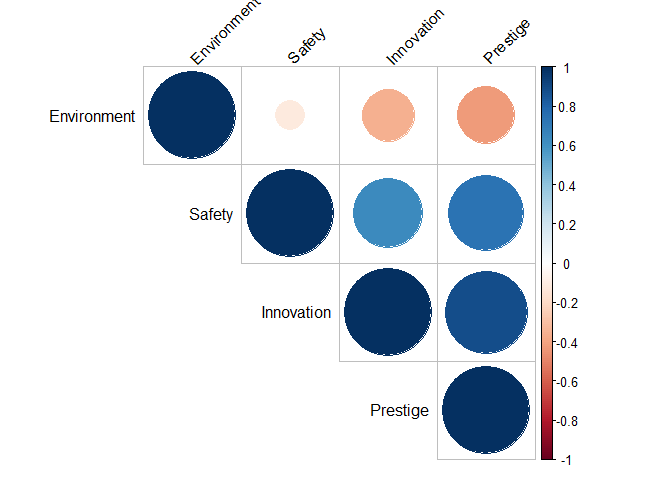 Environment
Safety
Innovation
Prestige
Environment
Safety
Innovation
Prestige
1
0.8
0.6
0.4
0.2
0
-0.2
-0.4
-0.6
-0.8
-1